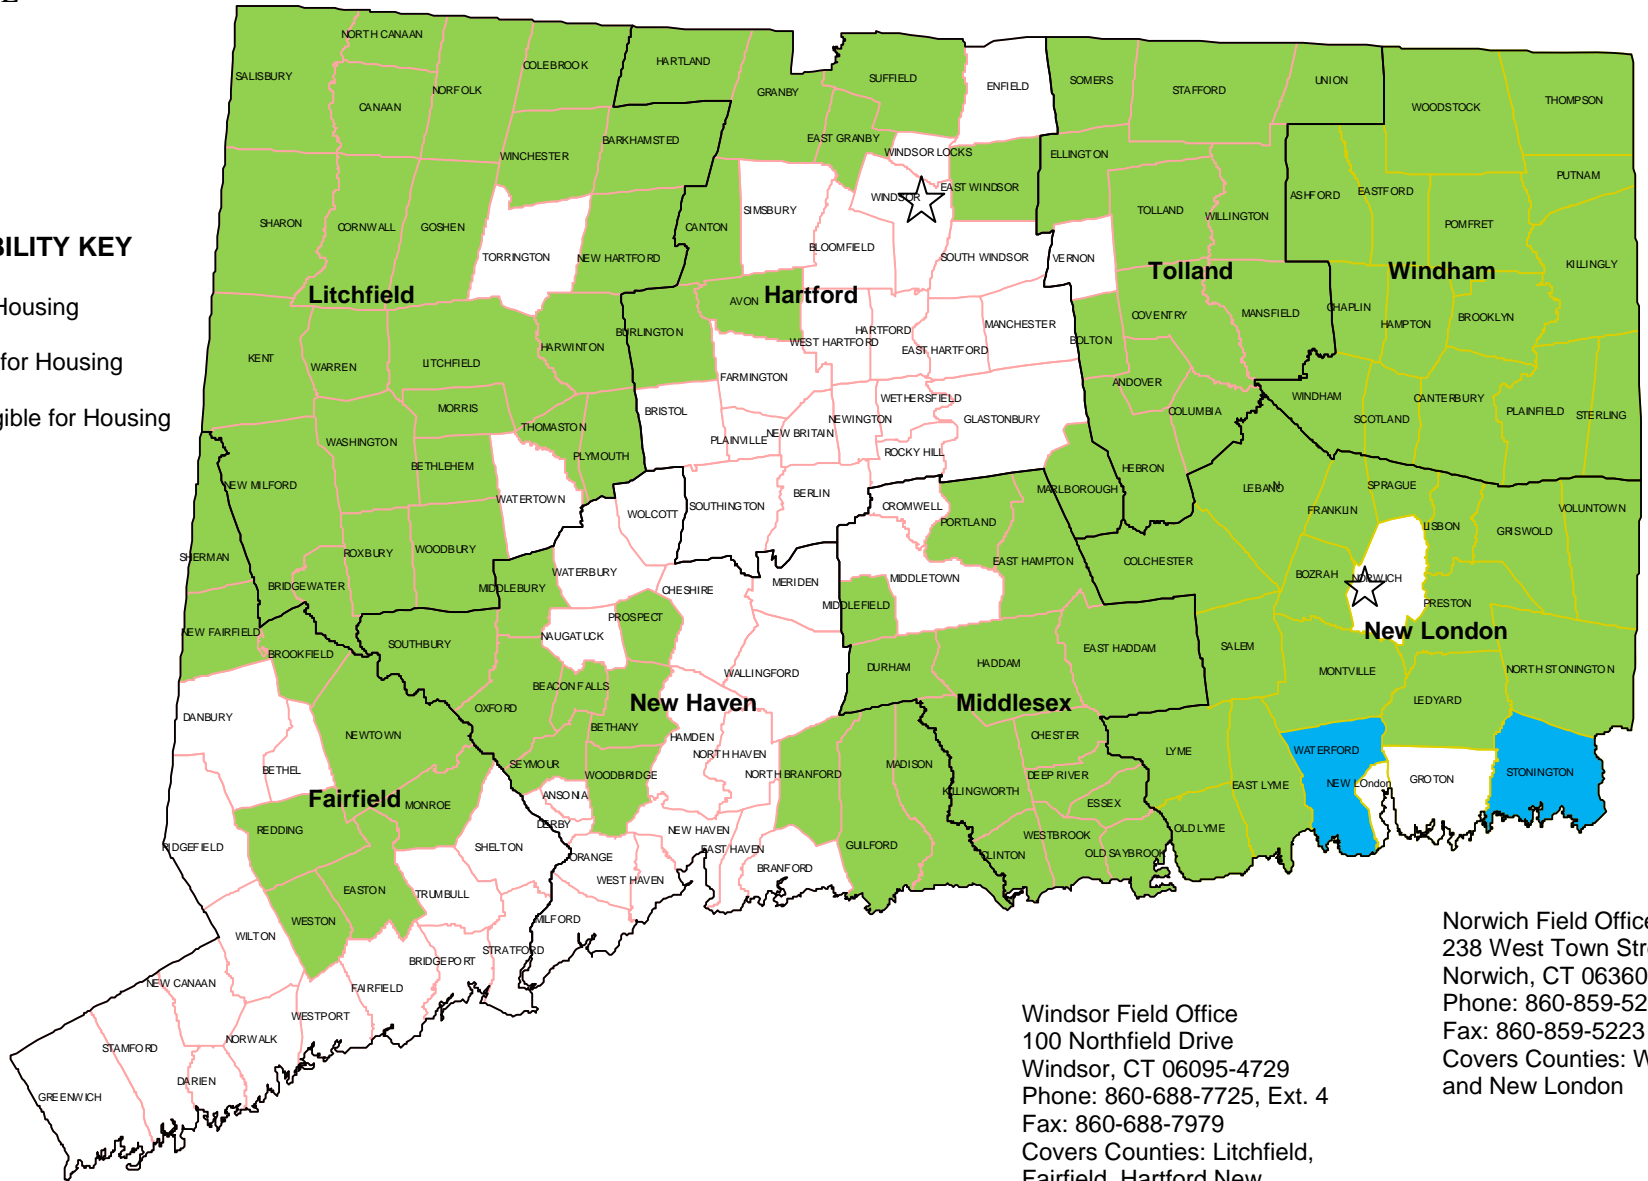 NORTH CANAAN
SALISBURY
CANAAN
NORFOLK
COLEBROOK
HARTLAND
GRANBY
SUFFIELD
ENFIELD
SOMERS
STAFFORD
UNION
WOODSTOCK
THOMPSON
WINCHESTER
BARKHAMSTED
EAST GRANBY
WINDSOR LOCKS
ELLINGTON
EAST WINDSOR
WINDSOR
ASHFORD
EASTFORD
PUTNAM
SHARON
CORNWALL
GOSHEN
TORRINGTON
NEW HARTFORD
CANTON
SIMSBURY
BLOOMFIELD
SOUTH WINDSOR
VERNON
TOLLAND
WILLINGTON
POMFRET
KILLINGLY
BILITY KEY
Housing
for Housing
gible for Housing
Litchfield
Hartford
Tolland
Windham
AVON
BURLINGTON
HARTFORD
WEST HARTFORD
EAST HARTFORD
MANCHESTER
BOLTON
COVENTRY
MANSFIELD
CHAPLIN
HAMPTON
BROOKLYN
KENT
WARREN
LITCHFIELD
HARWINTON
FARMINGTON
ANDOVER
COLUMBIA
WINDHAM
SCOTLAND
CANTERBURY
PLAINFIELD
STERLING
MORRIS
WASHINGTON
THOMASTON
PLYMOUTH
BRISTOL
PLAINVILLE
NEW BRITAIN
NEWINGTON
WETHERSFIELD
GLASTONBURY
ROCKY HILL
BETHLEHEM
NEW MILFORD
WATERTOWN
WOLCOTT
SOUTHINGTON
BERLIN
CROMWELL
PORTLAND
MARLBOROUGH
HEBRON
LEBANON
SPRAGUE
FRANKLIN
LISBON
GRISWOLD
VOLUNTOWN
SHERMAN
ROXBURY
WOODBURY
BRIDGEWATER
MIDDLEBURY
WATERBURY
CHESHIRE
MERIDEN
MIDDLETOWN
MIDDLEFIELD
EAST HAMPTON
COLCHESTER
BOZRAH
NORWICH
PRESTON
NEW FAIRFIELD
BROOKFIELD
SOUTHBURY
NAUGATUCK
PROSPECT
WALLINGFORD
DURHAM
HADDAM
EAST HADDAM
SALEM
New London
MONTVILLE
NORTH STONINGTON
LEDYARD
DANBURY
NEWTOWN
OXFORD
BEACON FALLS
BETHANY
New Haven
HAMDEN
NORTH HAVEN
Middlesex
CHESTER
LYME
WATERFORD
BETHEL
SEYMOUR
WOODBRIDGE
NORTH BRANFORD
MADISON
DEEP RIVER
EAST LYME
NEW LOndon
GROTON
STONINGTON
Fairfield
MONROE
ANSONIA
KILLINGWORTH
ESSEX
REDDING
DERBY
NEW HAVEN
EAST HAVEN
GUILFORD
WESTBROOK
OLD LYME
RIDGEFIELD
SHELTON
ORANGE
BRANFORD
CLINTON
OLD SAYBROOK
EASTON
TRUMBULL
WEST HAVEN
WESTON
MILFORD
WILTON
STRATFORD
BRIDGEPORT
NEW CANAAN
FAIRFIELD
WESTPORT
NORWALK
STAMFORD
DARIEN
GREENWICH
Windsor Field Office
100 Northfield Drive
Windsor, CT 06095-4729
Phone: 860-688-7725, Ext. 4
Fax: 860-688-7979
Covers Counties: Litchfield,
Fairfield, Hartford New
Norwich Field Office
238 West Town Str
Norwich, CT 06360
Phone: 860-859-52
Fax: 860-859-5223
Covers Counties: W
and New London